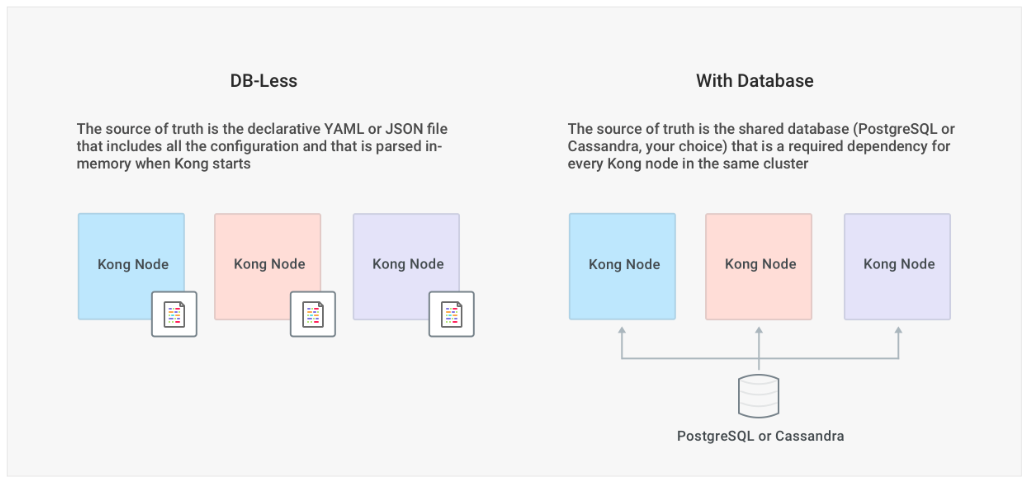 DB-Less
The source of truth is the declarative YAML or JSON file
that includes all the configuration and that is parsed in-
memory when Kong starts
Kong Node
Kong Node
Kong Node
With Database
The source of truth is the shared database (PostgreSQL or
Cassandra, your choice) that is a required dependency for
every Kong node in the same cluster
Kong Node
Kong Node
Kong Node
PostgreSQL or Cassandra